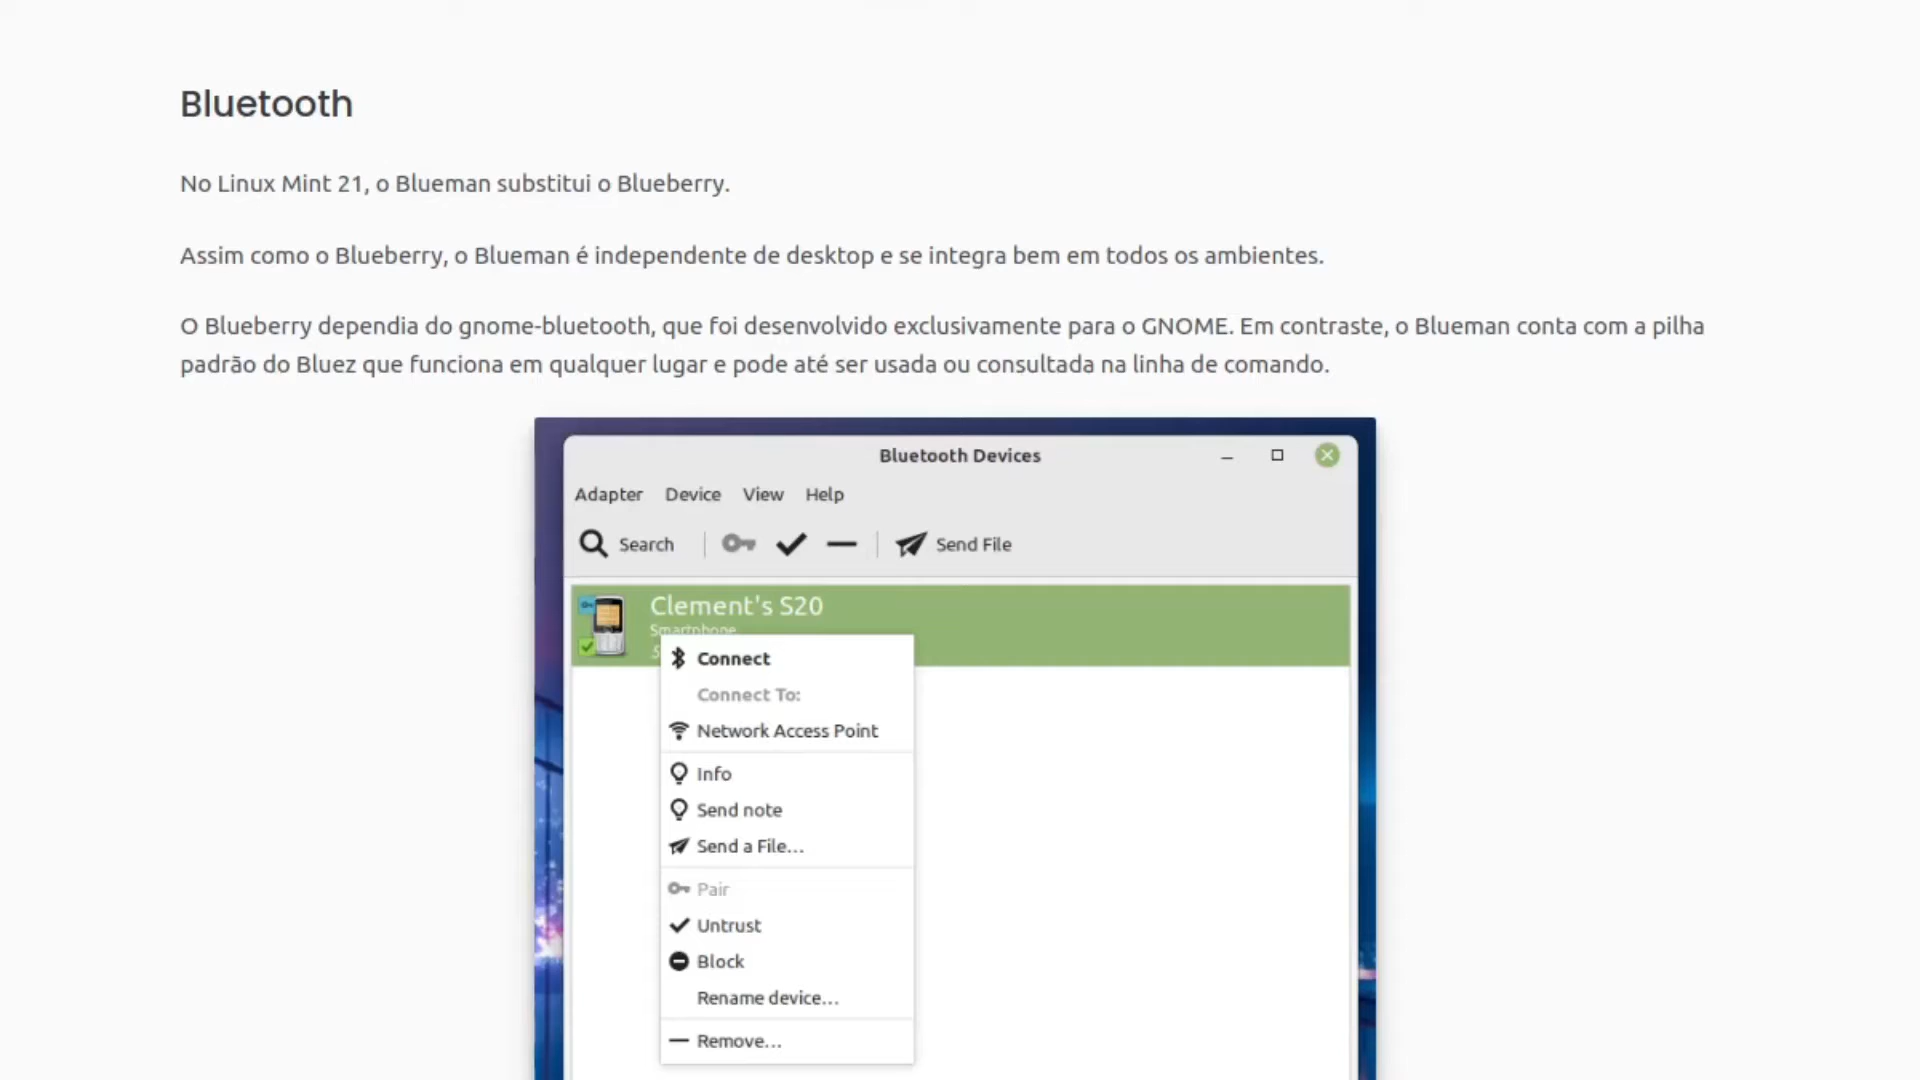 Bluetooth
No Linux Mint 21, o Blueman substitui o Blueberry.
Assim como o Blueberry, o Blueman é independente de desktop e se integra bem em todos os ambientes.
O Blueberry dependia do gnome-bluetooth, que foi desenvolvido exclusivamente para o GNOME. Em contraste, o Blueman conta com a pilha
padrão do Bluez que funciona em qualquer lugar e pode até ser usada ou consultada na linha de comando.
Bluetooth Devices
Adapter Device View Help
Search Send File
Clement's S20
Smartphone
Connect
Connect To:
Network Access Point
Info
Send note
Send a File...
Pair
Untrust
Block
Rename device...
Remove...